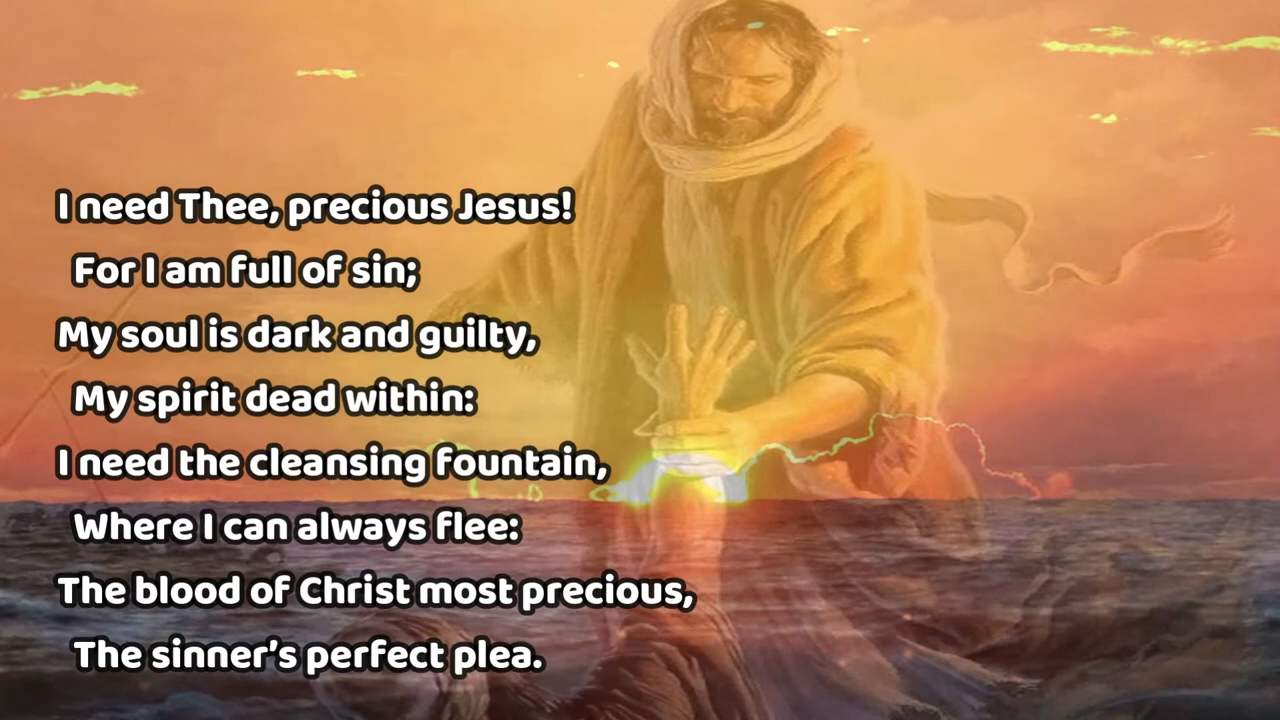 I need Thee, precious Jesus!
For I am full of sin;
My soul is dark and guilty,
My spirit dead within:
I need the cleansing fountain,
Where I can always flee:
The blood of Christ most precious,
The sinner’s perfect plea.